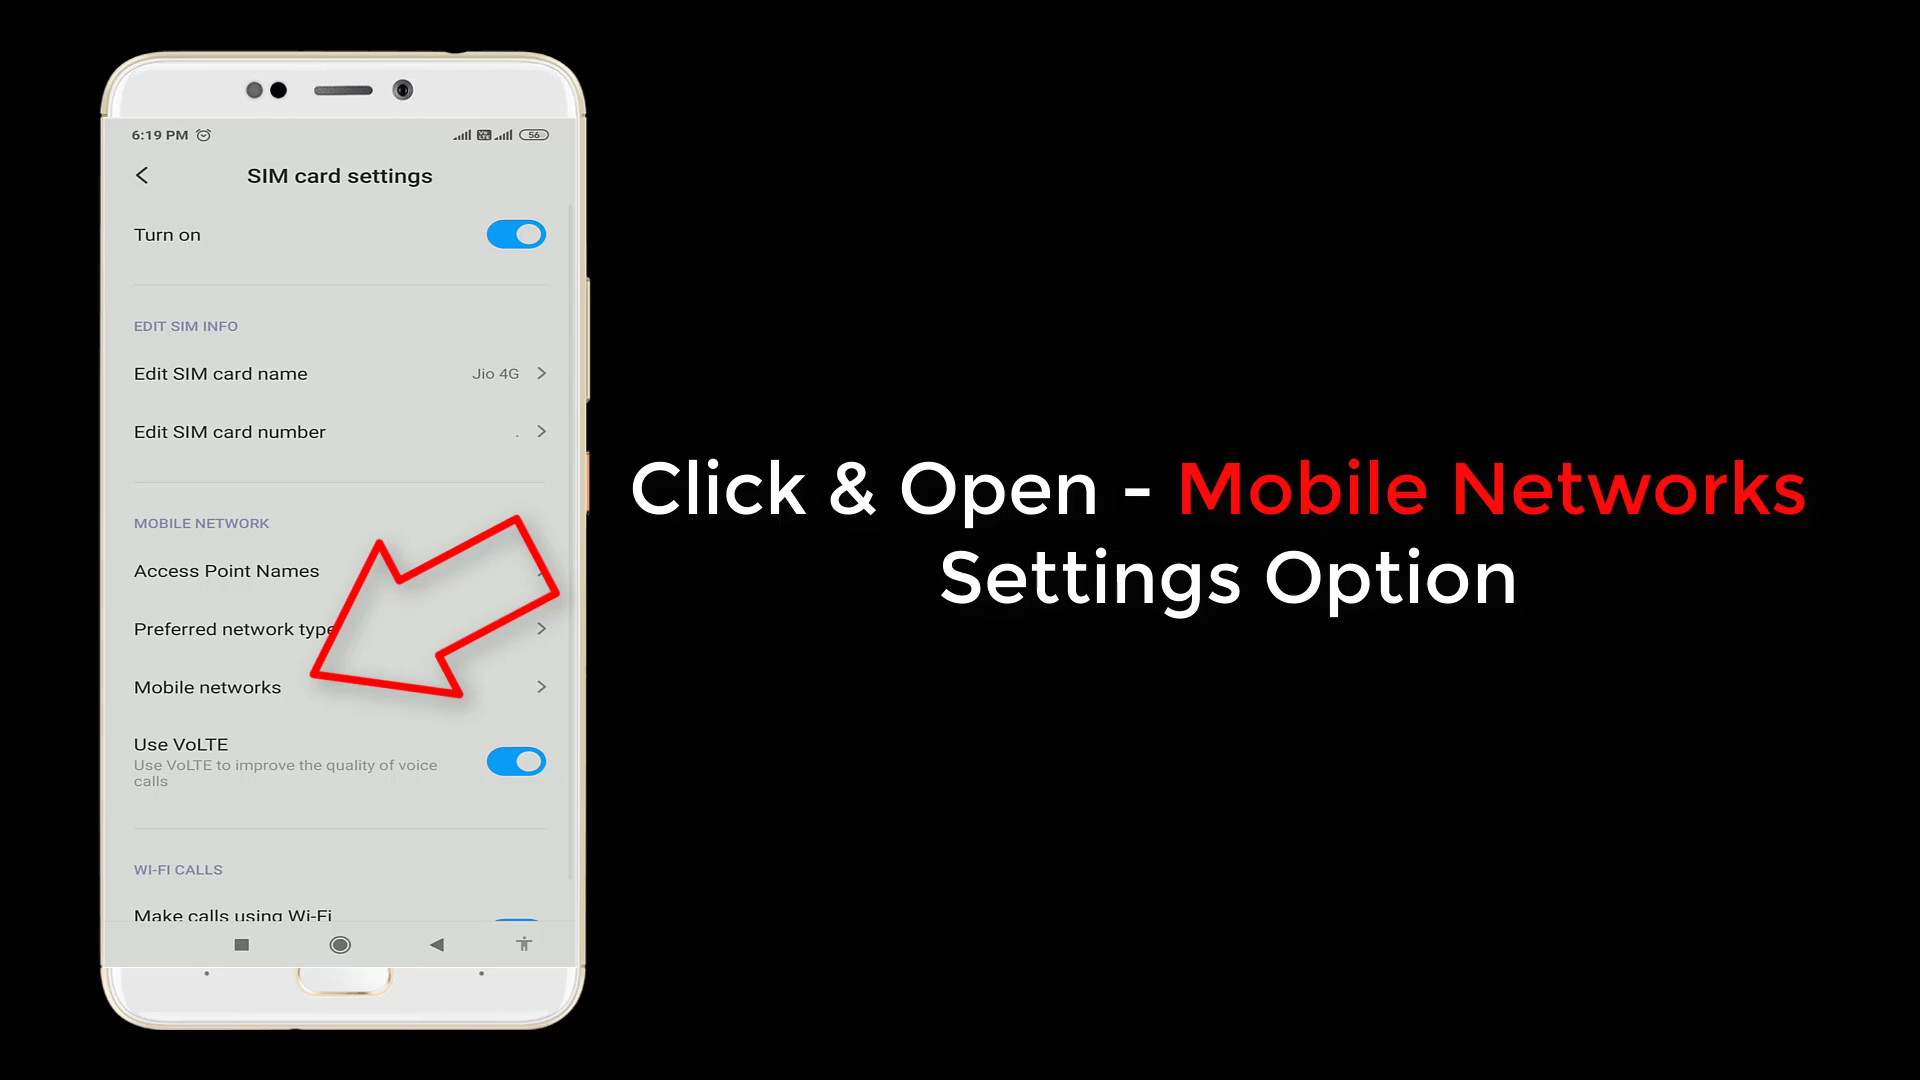 6:19 PM
56
SIM card settings
Turn on
EDIT SIM INFO
Edit SIM card name Jio 4G
Edit SIM card number .
MOBILE NETWORK
Access Point Names
Preferred network type
Mobile networks
Use VoLTE
Use VoLTE to improve the quality of voice
calls
WI-FI CALLS
Make calls using Wi-Fi
Click & Open - Mobile Networks
Settings Option